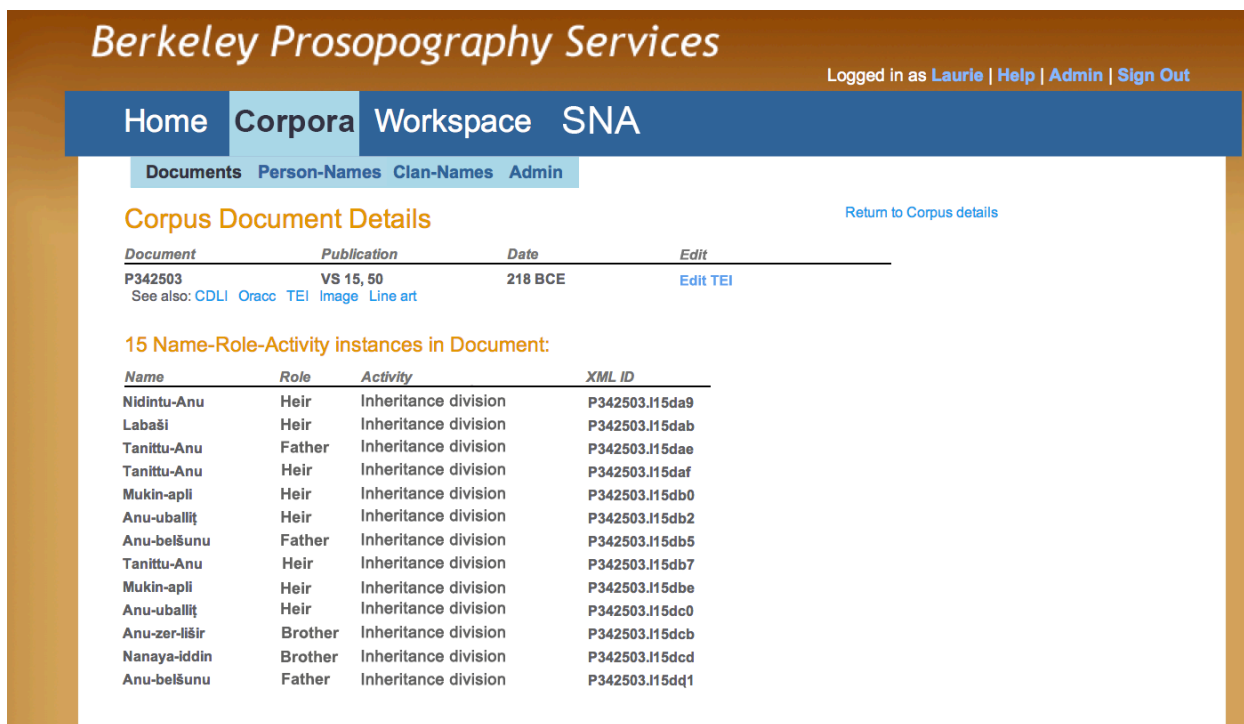 Berkeley Prosopography Services
Logged in as Laurie | Help | Admin | Sign Out
Home Corpora Workspace SNA
Documents Person-Names Clan-Names Admin
Corpus Document Details Return to Corpus details
Document Publication Date Edit
P342503 VS 15, 50 218 BCE Edit TEI
See also: CDLI Oracc TEI Image Line art
15 Name-Role-Activity instances in Document:
Name Role Activity XML ID
Nidintu-Anu Heir Inheritance division P342503.l15da9
Labaši Heir Inheritance division P342503.l15dab
Tanittu-Anu Father Inheritance division P342503.l15dae
Tanittu-Anu Heir Inheritance division P342503.l15daf
Mukin-apli Heir Inheritance division P342503.l15db0
Anu-uballiṭ Heir Inheritance division P342503.l15db2
Anu-belšunu Father Inheritance division P342503.l15db5
Tanittu-Anu Heir Inheritance division P342503.l15db7
Mukin-apli Heir Inheritance division P342503.l15dbe
Anu-uballiṭ Heir Inheritance division P342503.l15dc0
Anu-zer-lišir Brother Inheritance division P342503.l15dcb
Nanaya-iddin Brother Inheritance division P342503.l15dcd
Anu-belšunu Father Inheritance division P342503.l15dq1